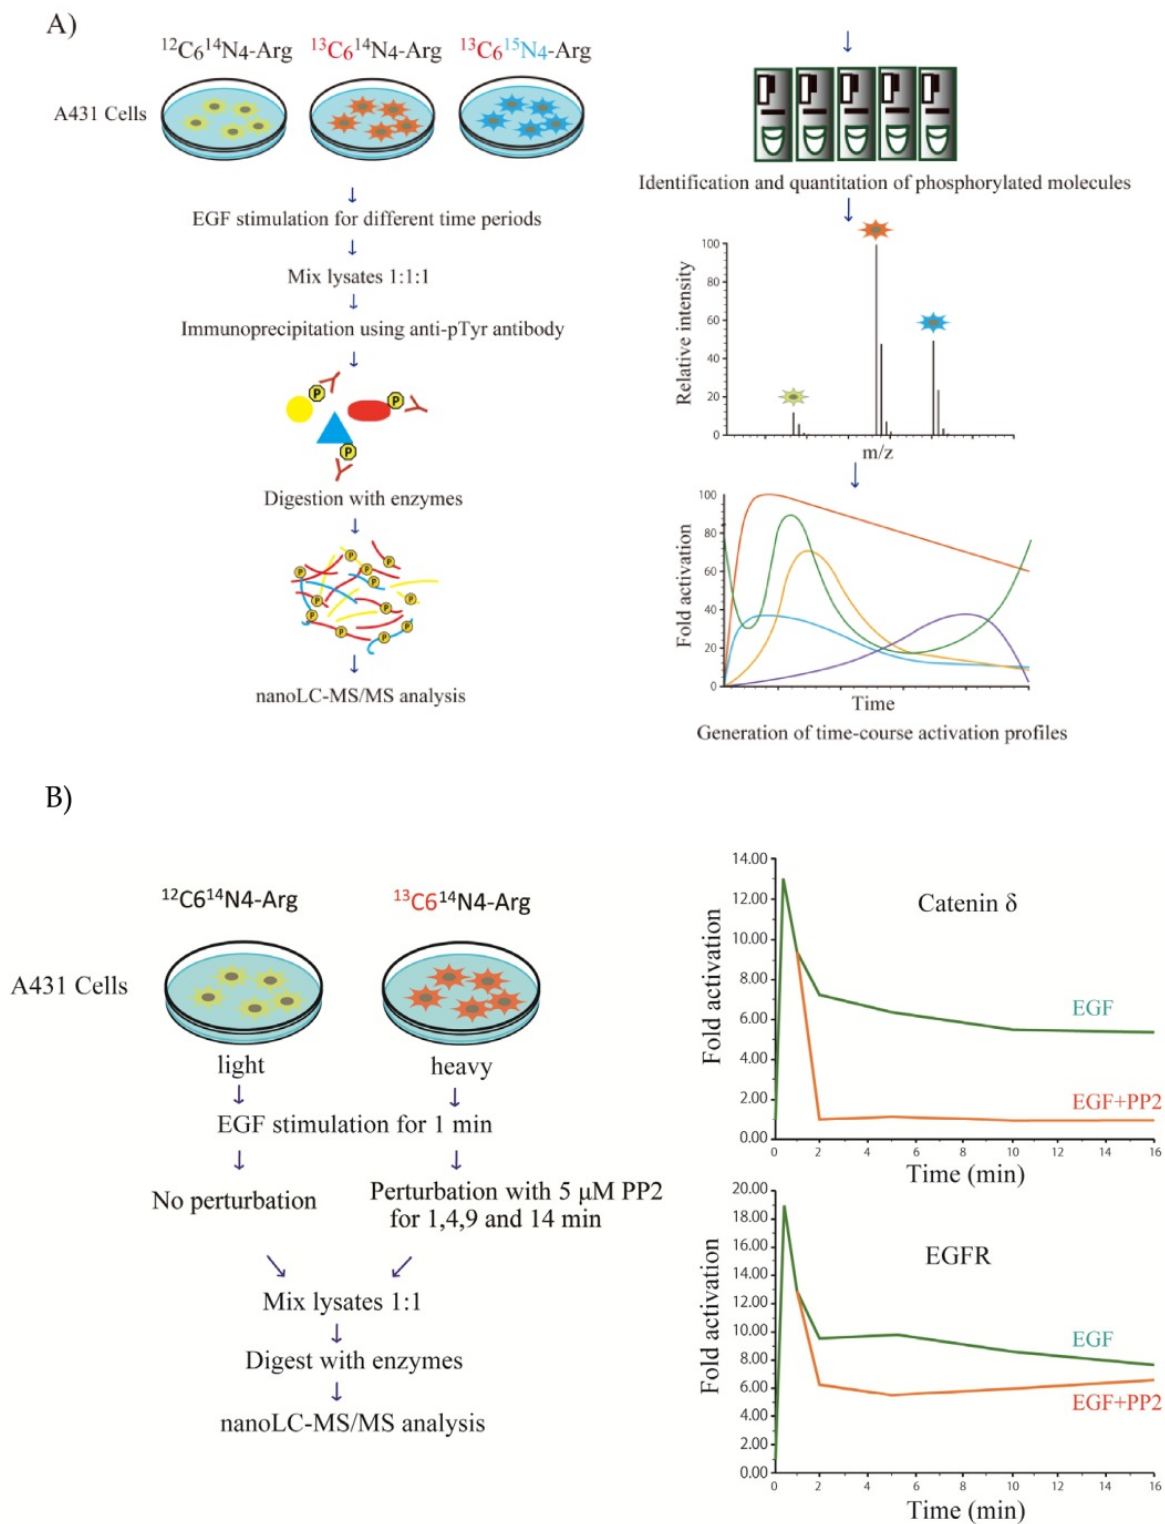 A)
¹²C6¹⁴N4-Arg ¹³C6¹⁴N4-Arg ¹³C6¹⁵N4-Arg
A431 Cells
EGF stimulation for different time periods
Mix lysates 1:1:1
Immunoprecipitation using anti-pTyr antibody
P
P
P
Digestion with enzymes
P
P
P
P
P
P
P
P
P
P
P
nanoLC-MS/MS analysis
Identification and quantitation of phosphorylated molecules
Relative intensity
100
80
60
40
20
0
m/z
Fold activation
100
80
60
40
20
0
Time
Generation of time-course activation profiles
B)
¹²C6¹⁴N4-Arg ¹³C6¹⁴N4-Arg
A431 Cells
light heavy
EGF stimulation for 1 min
No perturbation
Perturbation with 5 µM PP2
for 1,4,9 and 14 min
Mix lysates 1:1
Digest with enzymes
nanoLC-MS/MS analysis
Catenin δ
Fold activation
14.00
12.00
10.00
8.00
6.00
4.00
2.00
0.00
EGF
EGF+PP2
0 2 4 6 8 10 12 14 16
Time (min)
EGFR
Fold activation
20.00
18.00
16.00
14.00
12.00
10.00
8.00
6.00
4.00
2.00
0.00
EGF
EGF+PP2
0 2 4 6 8 10 12 14 16
Time (min)